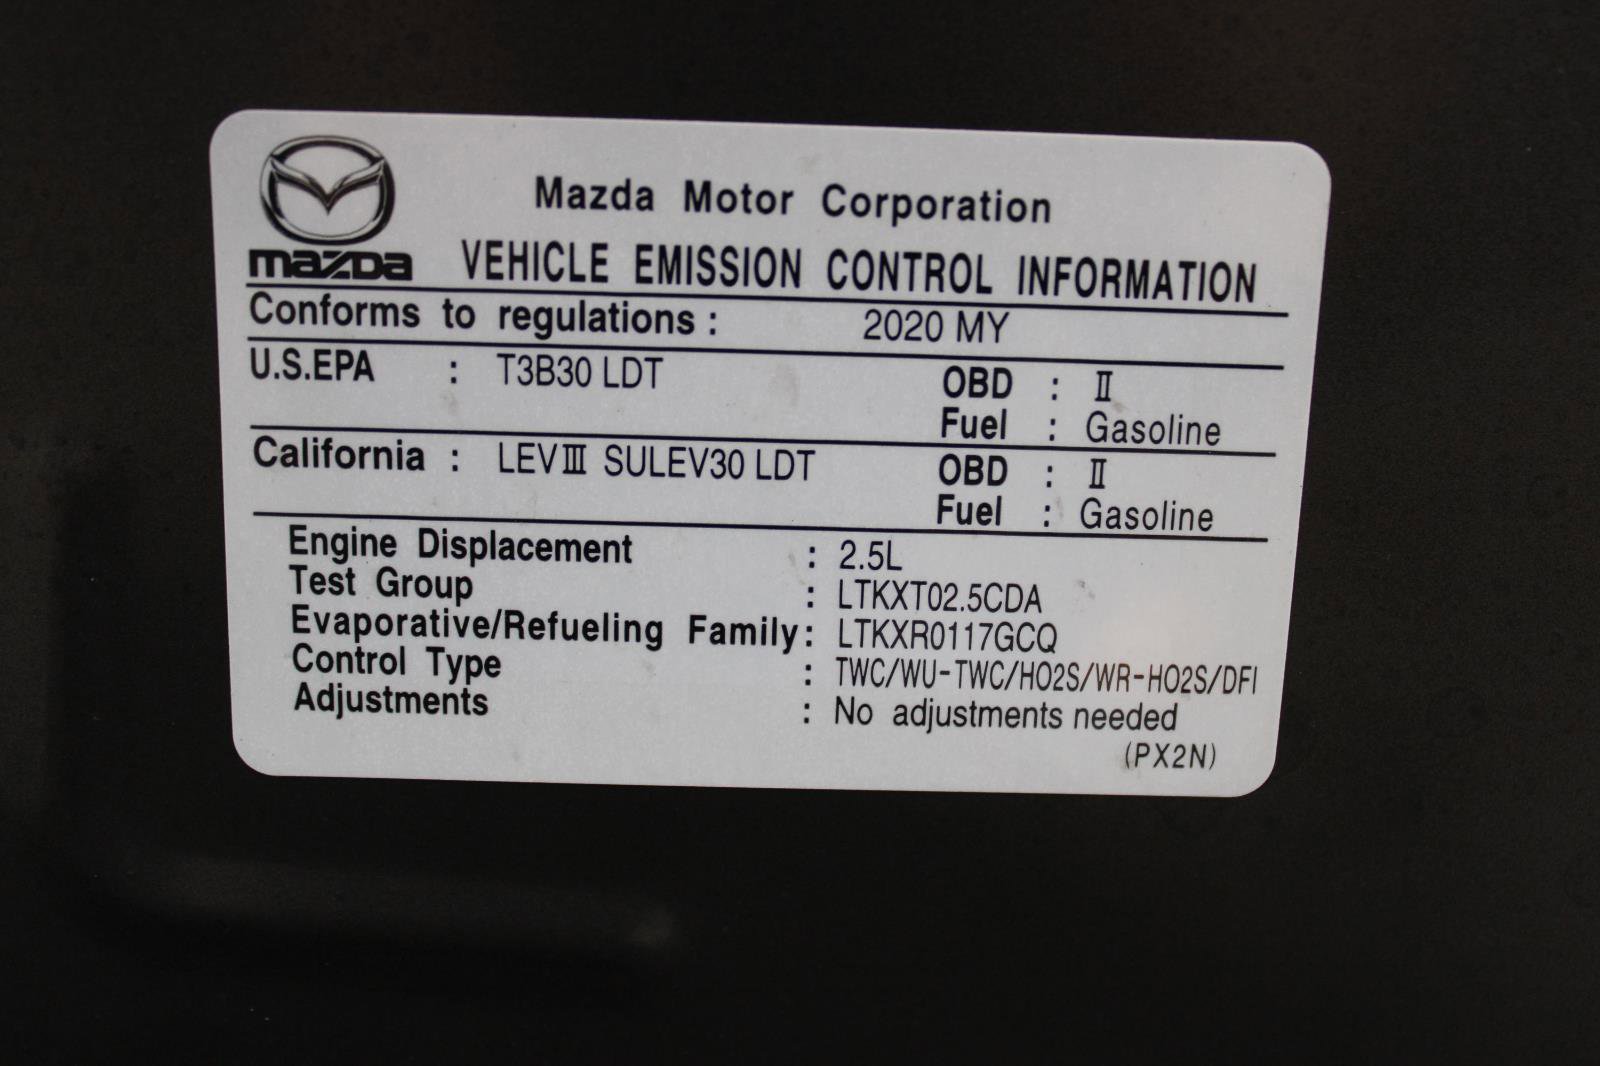 Mazda Motor Corporation
mazda VEHICLE EMISSION CONTROL INFORMATION
Conforms to regulations : 2020 MY
U.S.EPA : T3B30 LDT OBD : Ⅱ
Fuel : Gasoline
California : LEVⅢ SULEV30 LDT OBD : Ⅱ
Fuel : Gasoline
Engine Displacement : 2.5L
Test Group : LTKXT02.5CDA
Evaporative/Refueling Family : LTKXR0117GCQ
Control Type : TWC/WU-TWC/HO2S/WR-HO2S/DFI
Adjustments : No adjustments needed
(PX2N)